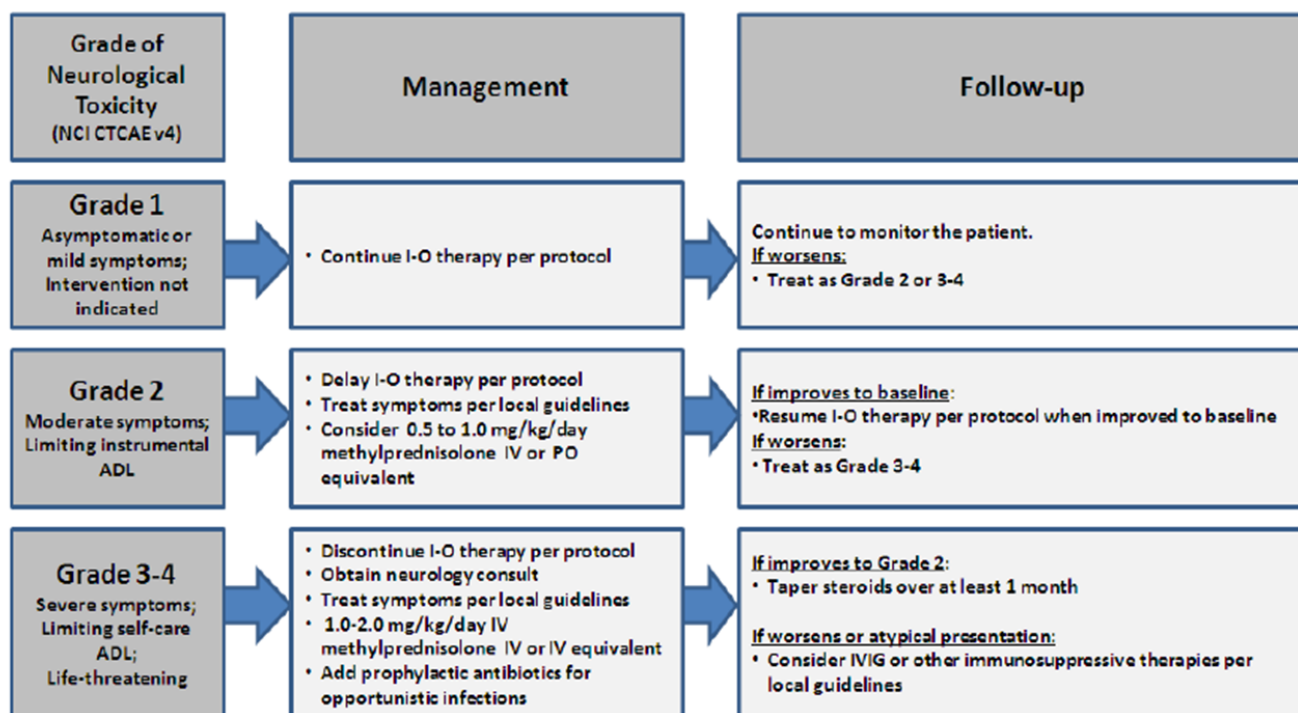 Grade of
Neurological
Toxicity
(NCI CTCAE v4)
Management
Follow-up
Grade 1
Asymptomatic or
mild symptoms;
Intervention not
indicated
• Continue I-O therapy per protocol
Continue to monitor the patient.
If worsens:
• Treat as Grade 2 or 3-4
Grade 2
Moderate symptoms;
Limiting instrumental
ADL
• Delay I-O therapy per protocol
• Treat symptoms per local guidelines
• Consider 0.5 to 1.0 mg/kg/day
methylprednisolone IV or PO
equivalent
If improves to baseline:
•Resume I-O therapy per protocol when improved to baseline
If worsens:
• Treat as Grade 3-4
Grade 3-4
Severe symptoms;
Limiting self-care
ADL;
Life-threatening
• Discontinue I-O therapy per protocol
• Obtain neurology consult
• Treat symptoms per local guidelines
• 1.0-2.0 mg/kg/day IV
methylprednisolone IV or IV equivalent
• Add prophylactic antibiotics for
opportunistic infections
If improves to Grade 2:
• Taper steroids over at least 1 month
If worsens or atypical presentation:
• Consider IVIG or other immunosuppressive therapies per
local guidelines